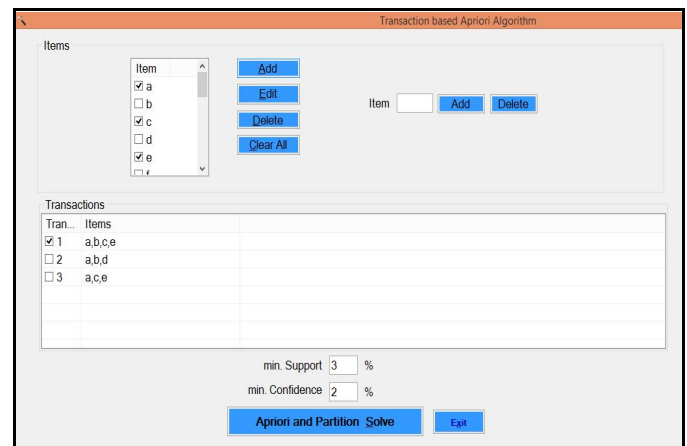 Transaction based Apriori Algorithm
Items
Item
a
b
c
d
e
f
Add
Edit
Delete
Clear All
Item
Add
Delete
Transactions
Tran... Items
1 a,b,c,e
2 a,b,d
3 a,c,e
min. Support 3 %
min. Confidence 2 %
Apriori and Partition Solve
Exit